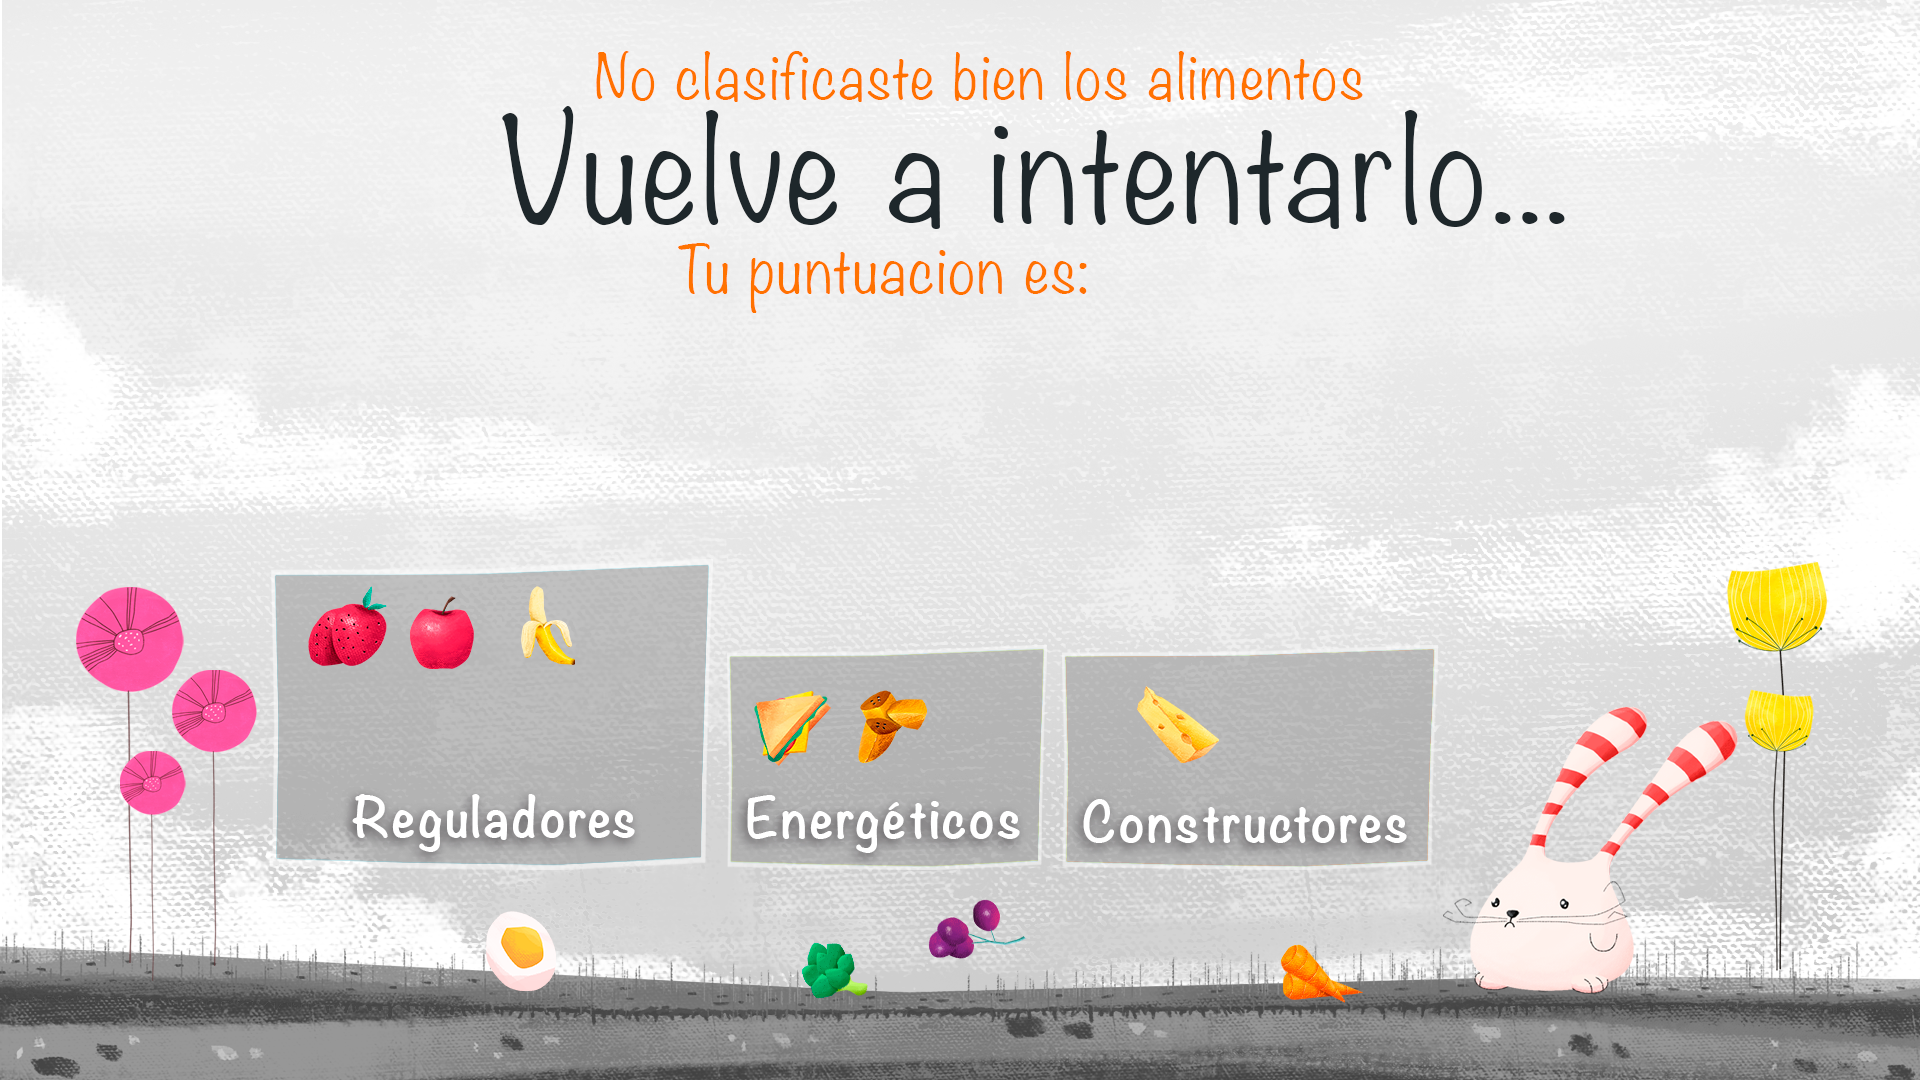 No clasificaste bien los alimentos
Vuelve a intentarlo...
Tu puntuacion es:
Reguladores
Energéticos
Constructores